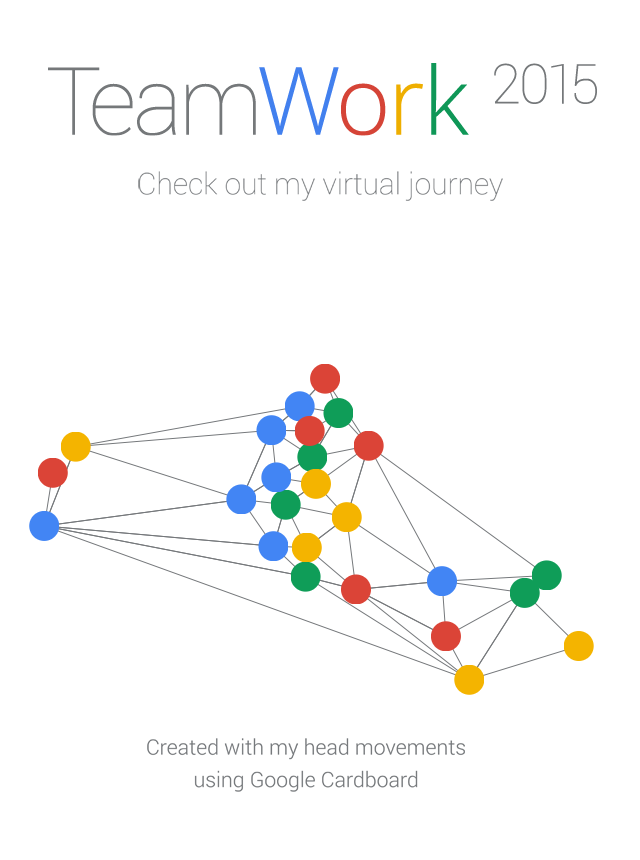 TeamWork 2015
Check out my virtual journey
Created with my head movements
using Google Cardboard